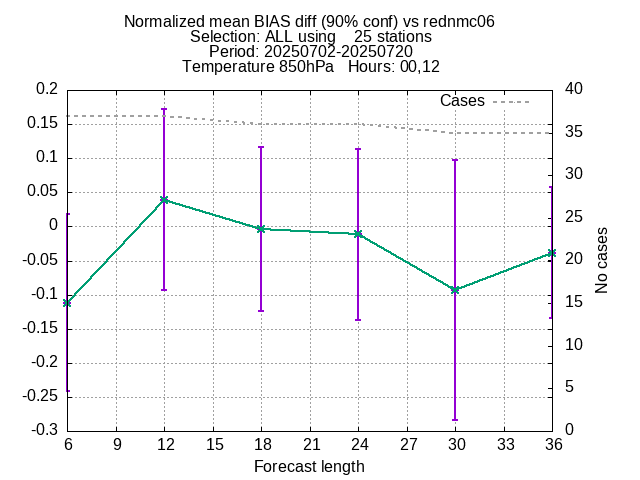 Normalized mean BIAS diff (90% conf) vs rednmc06
Selection: ALL using    25 stations
Period: 20250702-20250720
Temperature 850hPa   Hours: 00,12
Cases
0.2
0.15
0.1
0.05
0
-0.05
-0.1
-0.15
-0.2
-0.25
-0.3
40
35
30
25
20
15
10
5
0
No cases
6 9 12 15 18 21 24 27 30 33 36
Forecast length